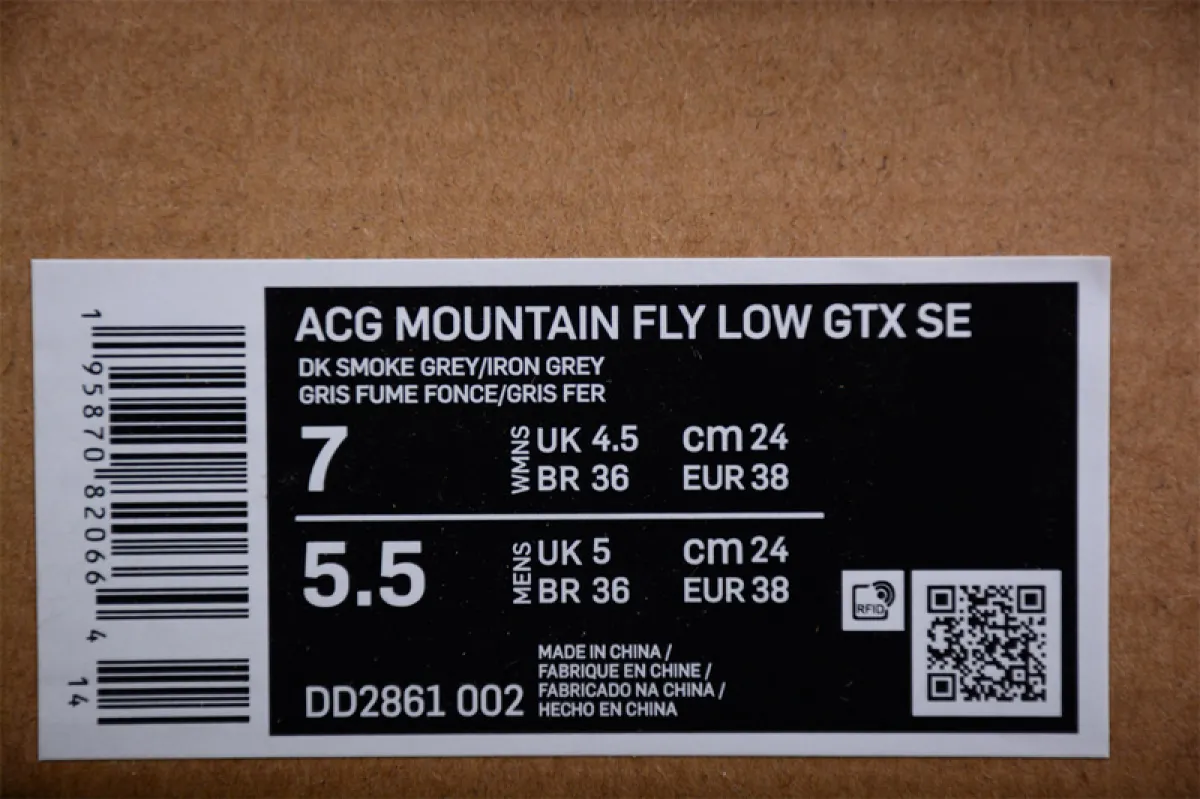 1 95870 82066 4
14
ACG MOUNTAIN FLY LOW GTX SE
DK SMOKE GREY/IRON GREY
GRIS FUME FONCE/GRIS FER
7 WMNS UK 4.5 cm 24
BR 36 EUR 38
5.5 MENS UK 5 cm 24
BR 36 EUR 38
MADE IN CHINA /
FABRIQUE EN CHINE /
FABRICADO NA CHINA /
HECHO EN CHINA
DD2861 002
RFID